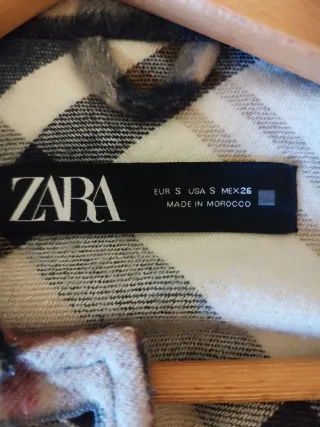 ZARA
EUR S USA S MEX 26
MADE IN MOROCCO